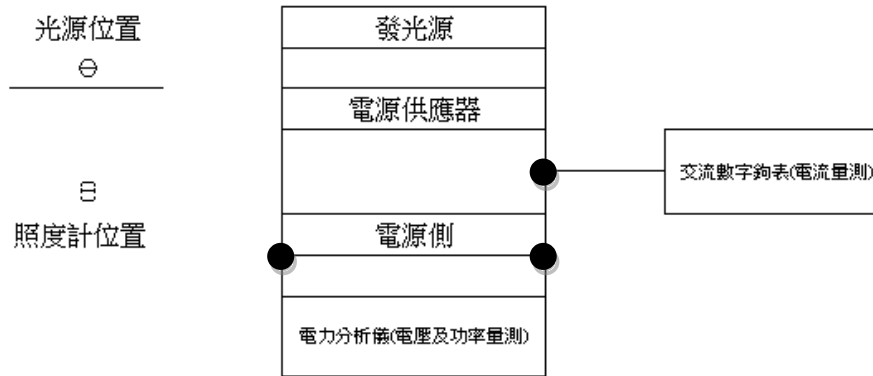 光源位置
發光源
電源供應器
交流數字鉤表(電流量測)
照度計位置
電源側
電力分析儀(電壓及功率量測)